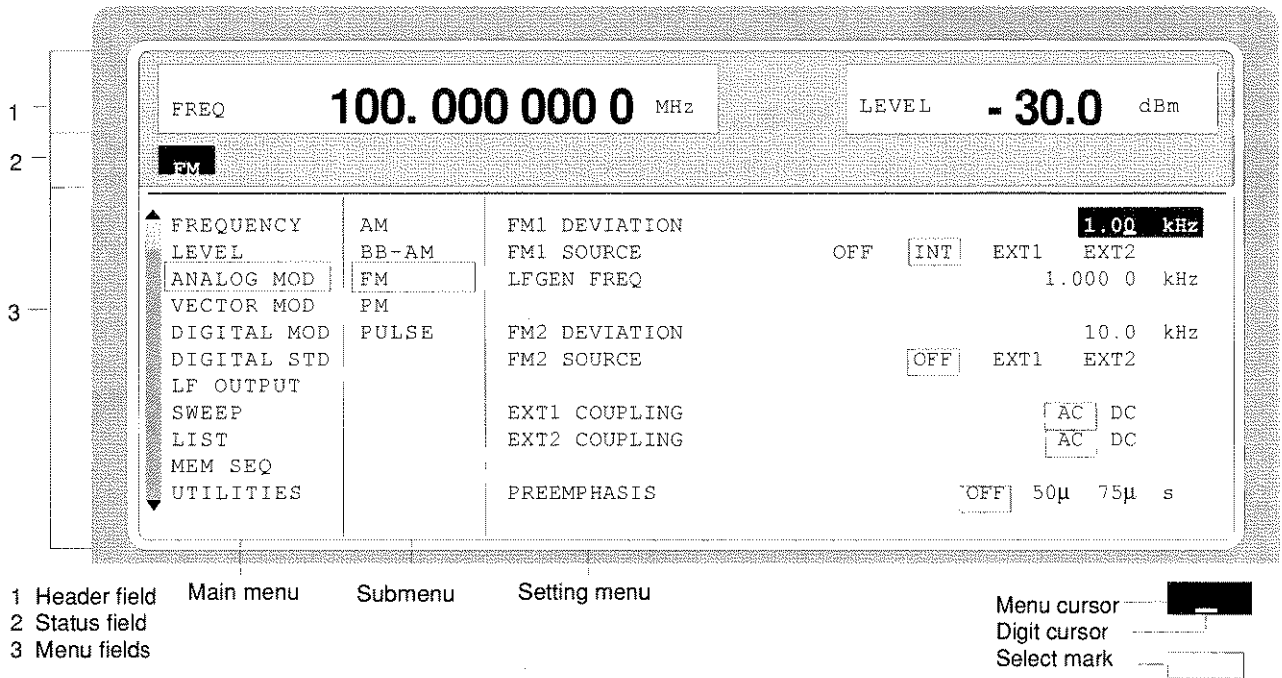 FREQ 100. 000 000 0 MHz LEVEL - 30.0 dBm
1
2
FM
FREQUENCY AM FM1 DEVIATION 1.00 kHz
LEVEL BB-AM FM1 SOURCE OFF INT EXT1 EXT2
ANALOG MOD FM LFGEN FREQ 1.000 0 kHz
VECTOR MOD PM
3
DIGITAL MOD PULSE FM2 DEVIATION 10.0 kHz
DIGITAL STD FM2 SOURCE OFF EXT1 EXT2
LF OUTPUT
SWEEP EXT1 COUPLING AC DC
LIST EXT2 COUPLING AC DC
MEM SEQ
UTILITIES PREEMPHASIS OFF 50µ 75µ s
1 Header field Main menu Submenu Setting menu
2 Status field
3 Menu fields
Menu cursor
Digit cursor
Select mark